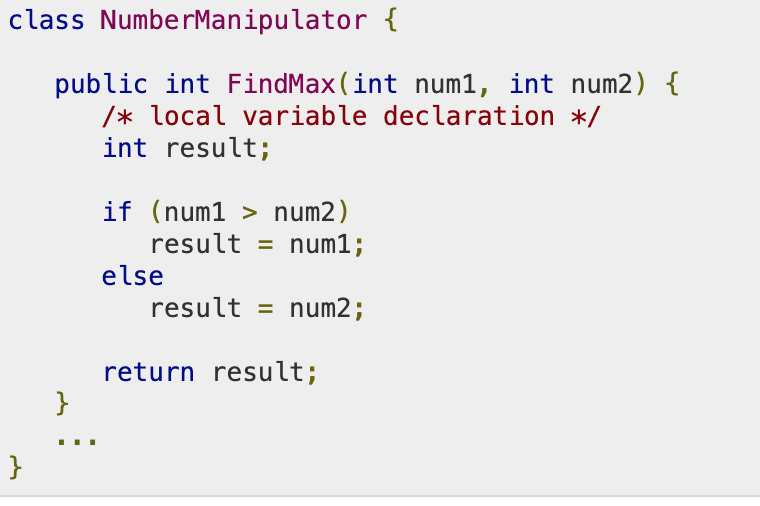 class NumberManipulator {
public int FindMax(int num1, int num2) {
/* local variable declaration */
int result;
if (num1 > num2)
result = num1;
else
result = num2;
return result;
}
...
}